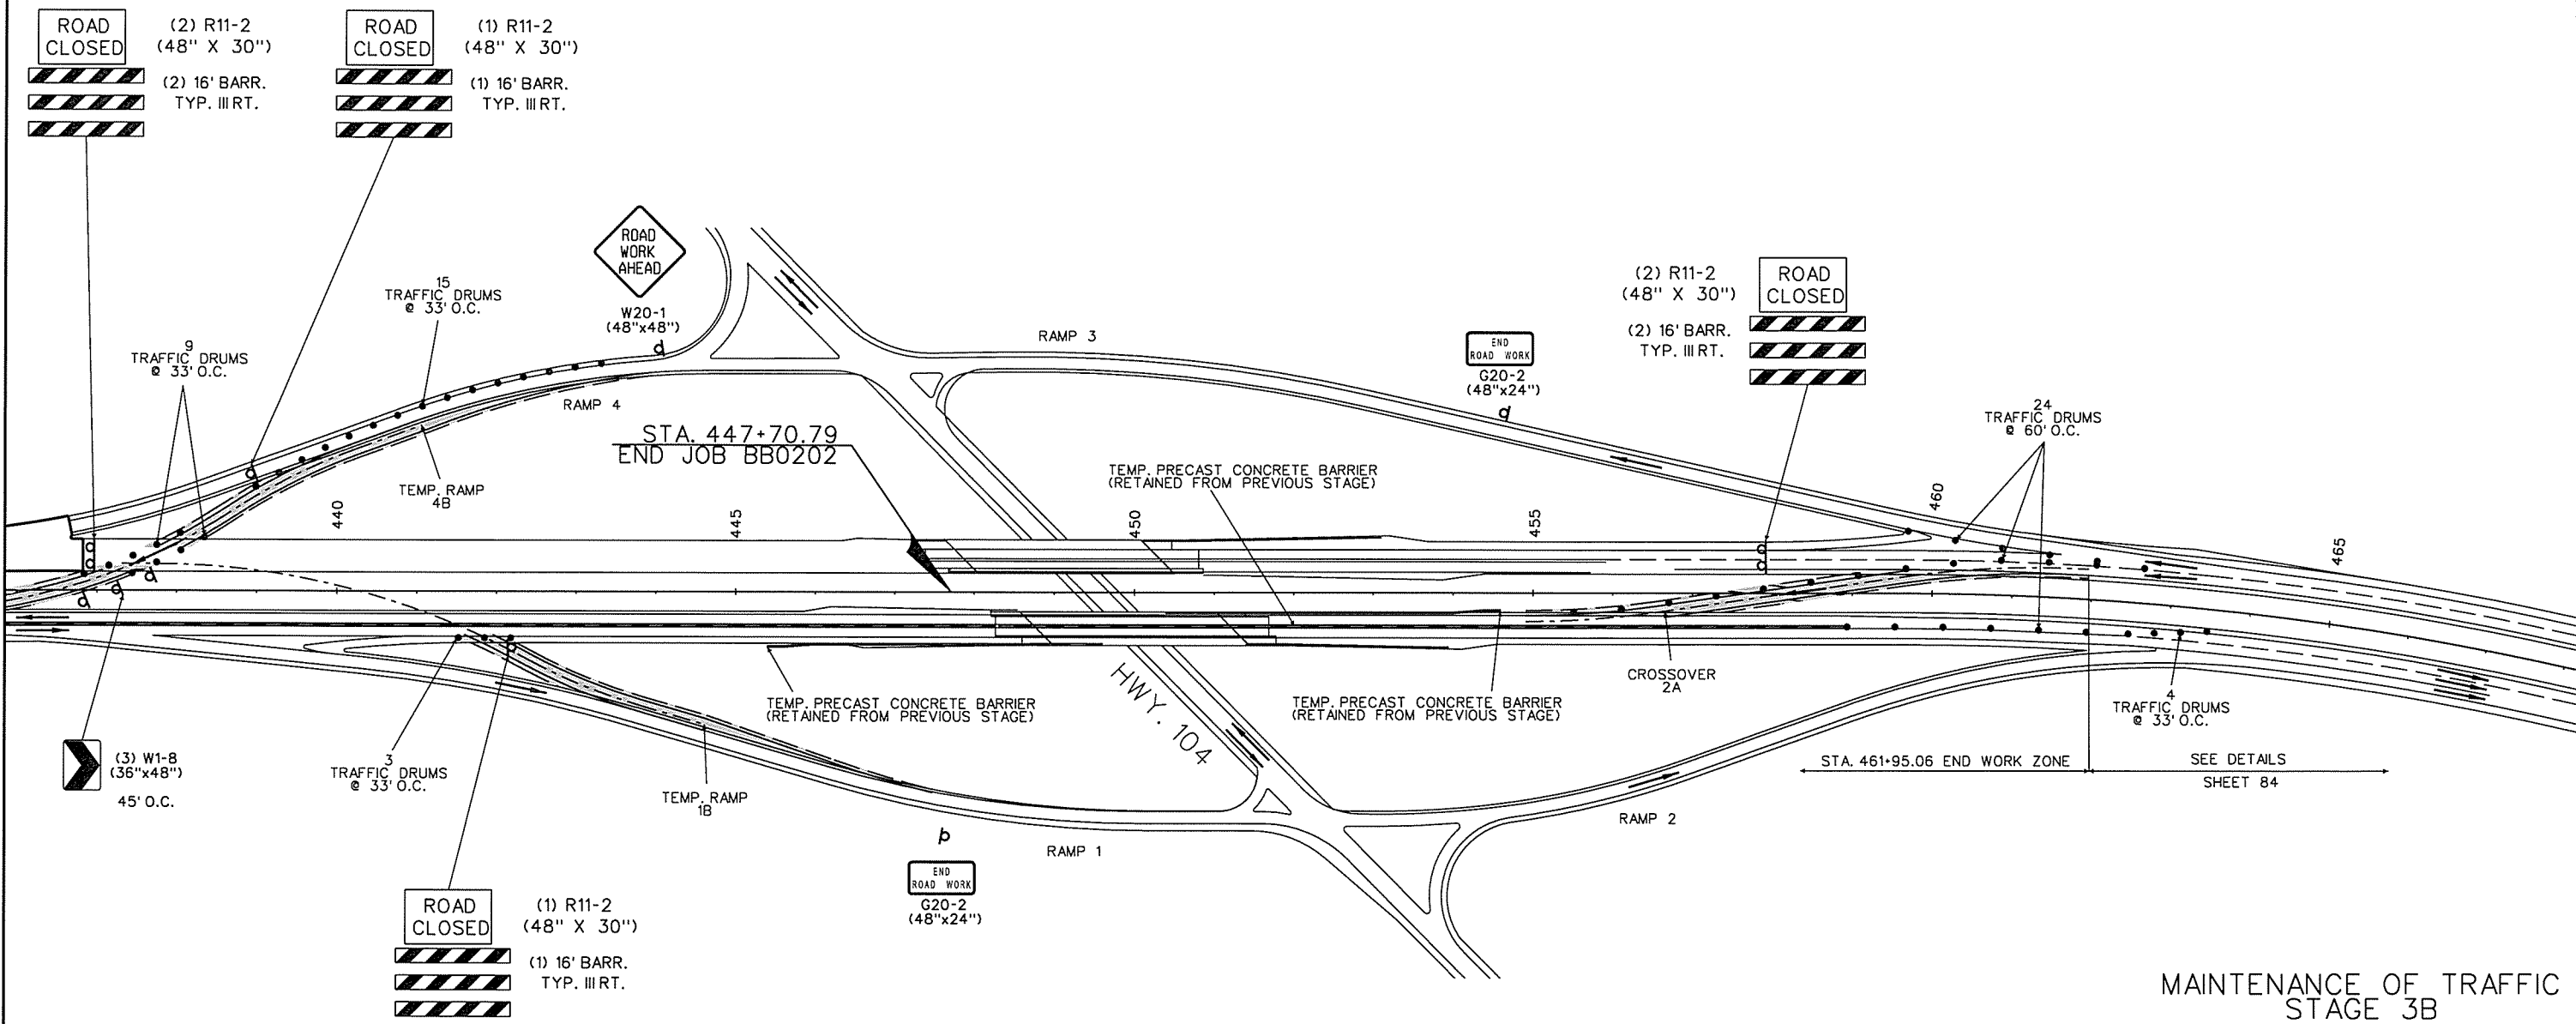 ROAD
CLOSED
(2) R11-2
(48" X 30")
(2) 16' BARR.
TYP. III RT.
ROAD
CLOSED
(1) R11-2
(48" X 30")
(1) 16' BARR.
TYP. III RT.
ROAD
WORK
AHEAD
W20-1
(48"x48")
15
TRAFFIC DRUMS
@ 33' O.C.
9
TRAFFIC DRUMS
@ 33' O.C.
RAMP 4
TEMP. RAMP
4B
STA. 447+70.79
END JOB BB0202
RAMP 3
END
ROAD WORK
G20-2
(48"x24")
(2) R11-2
(48" X 30")
ROAD
CLOSED
(2) 16' BARR.
TYP. III RT.
24
TRAFFIC DRUMS
@ 60' O.C.
TEMP. PRECAST CONCRETE BARRIER
(RETAINED FROM PREVIOUS STAGE)
440
445
450
455
460
465
(3) W1-8
(36"x48")
45' O.C.
3
TRAFFIC DRUMS
@ 33' O.C.
TEMP. RAMP
1B
TEMP. PRECAST CONCRETE BARRIER
(RETAINED FROM PREVIOUS STAGE)
HWY. 104
TEMP. PRECAST CONCRETE BARRIER
(RETAINED FROM PREVIOUS STAGE)
CROSSOVER
2A
4
TRAFFIC DRUMS
@ 33' O.C.
STA. 461+95.06 END WORK ZONE
SEE DETAILS
SHEET 84
RAMP 2
RAMP 1
END
ROAD WORK
G20-2
(48"x24")
ROAD
CLOSED
(1) R11-2
(48" X 30")
(1) 16' BARR.
TYP. III RT.
MAINTENANCE OF TRAFFIC
STAGE 3B